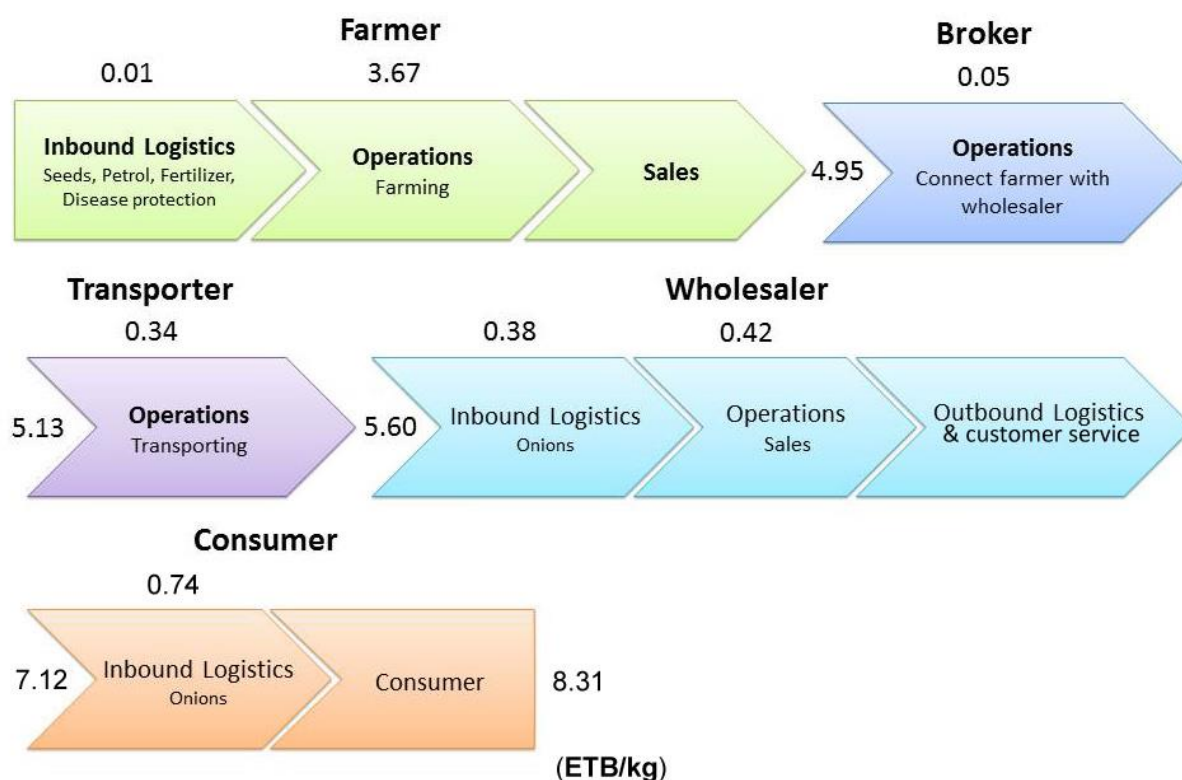 Farmer
Broker
0.01
3.67
0.05
Inbound Logistics
Seeds, Petrol, Fertilizer,
Disease protection
Operations
Farming
Sales
4.95
Operations
Connect farmer with
wholesaler
Transporter
Wholesaler
0.34
0.38
0.42
5.13
Operations
Transporting
5.60
Inbound Logistics
Onions
Operations
Sales
Outbound Logistics
& customer service
Consumer
0.74
7.12
Inbound Logistics
Onions
Consumer
8.31
(ETB/kg)